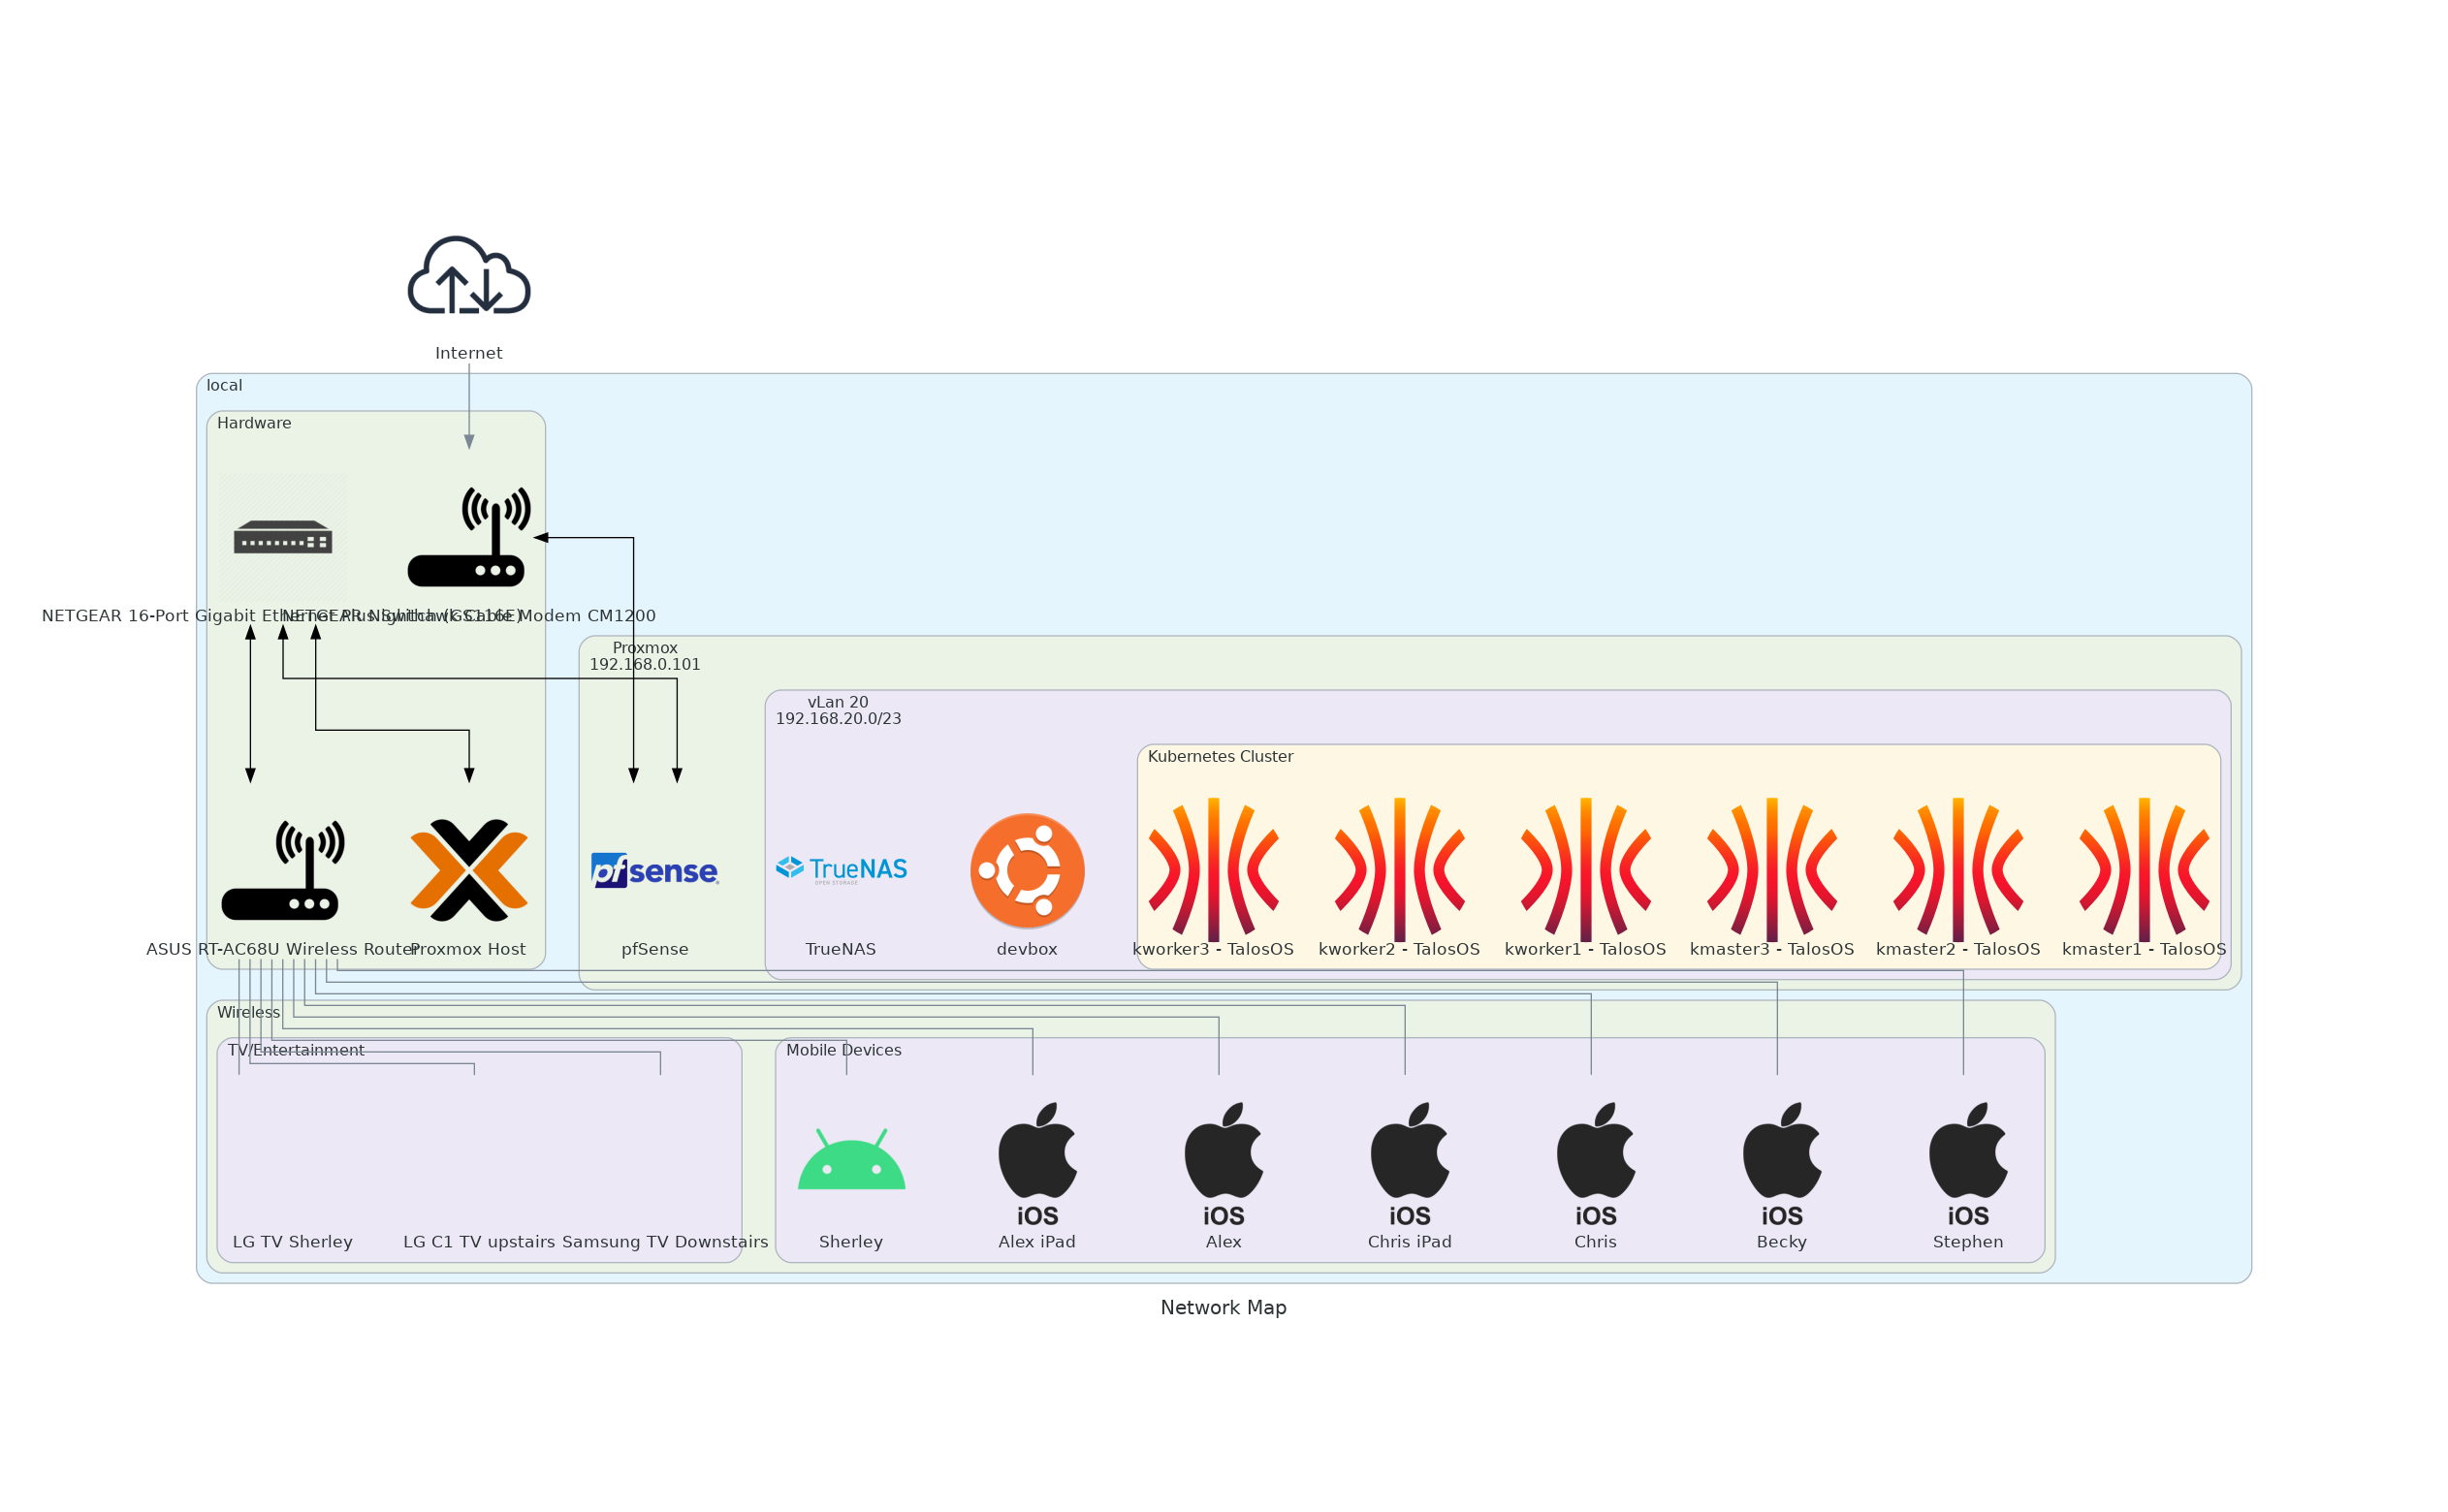 Internet
local
Hardware
NETGEAR 16-Port Gigabit Ethernet Plus Switch (GS116E)
NETGEAR Nighthawk Cable Modem CM1200
Proxmox
192.168.0.101
vLan 20
192.168.20.0/23
Kubernetes Cluster
pfsense
TrueNAS
OPEN STORAGE
ASUS RT-AC68U Wireless Router
Proxmox Host
pfSense
TrueNAS
devbox
kworker3 - TalosOS
kworker2 - TalosOS
kworker1 - TalosOS
kmaster3 - TalosOS
kmaster2 - TalosOS
kmaster1 - TalosOS
Wireless
TV/Entertainment
Mobile Devices
iOS
iOS
iOS
iOS
iOS
iOS
LG TV Sherley
LG C1 TV upstairs
Samsung TV Downstairs
Sherley
Alex iPad
Alex
Chris iPad
Chris
Becky
Stephen
Network Map